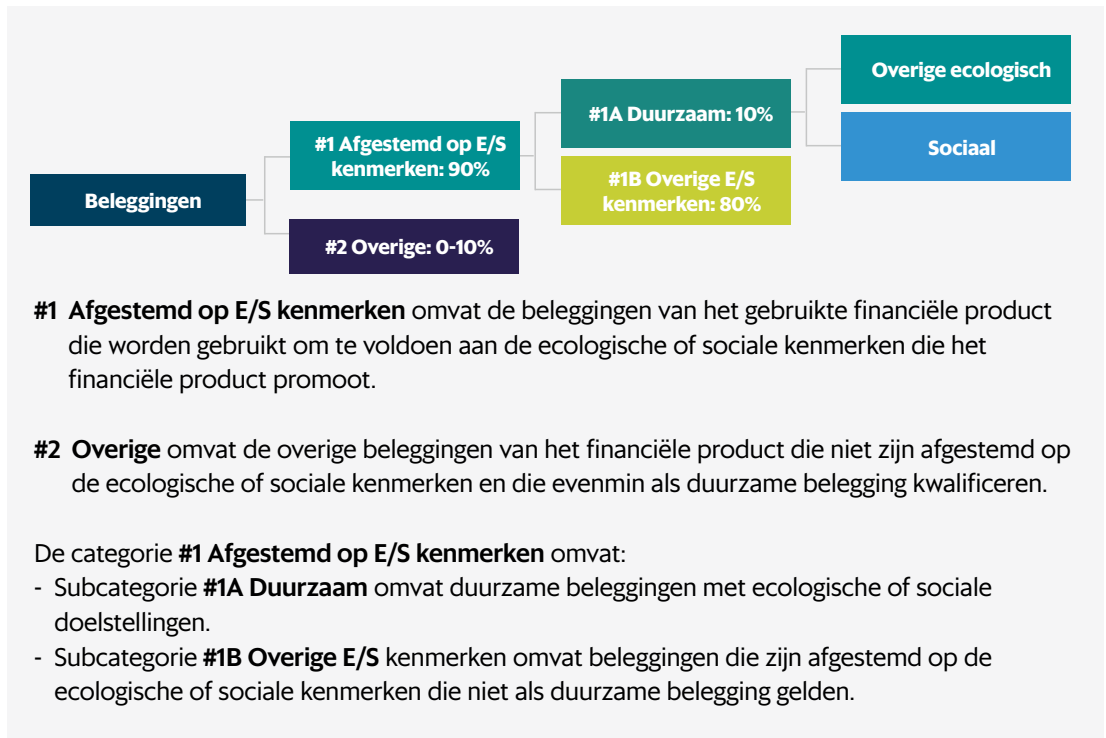 Beleggingen
#1 Afgestemd op E/S
kenmerken: 90%
#2 Overige: 0-10%
#1A Duurzaam: 10%
#1B Overige E/S
kenmerken: 80%
Overige ecologisch
Sociaal
#1 Afgestemd op E/S kenmerken omvat de beleggingen van het gebruikte financiële product
die worden gebruikt om te voldoen aan de ecologische of sociale kenmerken die het
financiële product promoot.
#2 Overige omvat de overige beleggingen van het financiële product die niet zijn afgestemd op
de ecologische of sociale kenmerken en die evenmin als duurzame belegging kwalificeren.
De categorie #1 Afgestemd op E/S kenmerken omvat:
- Subcategorie #1A Duurzaam omvat duurzame beleggingen met ecologische of sociale
doelstellingen.
- Subcategorie #1B Overige E/S kenmerken omvat beleggingen die zijn afgestemd op de
ecologische of sociale kenmerken die niet als duurzame belegging gelden.